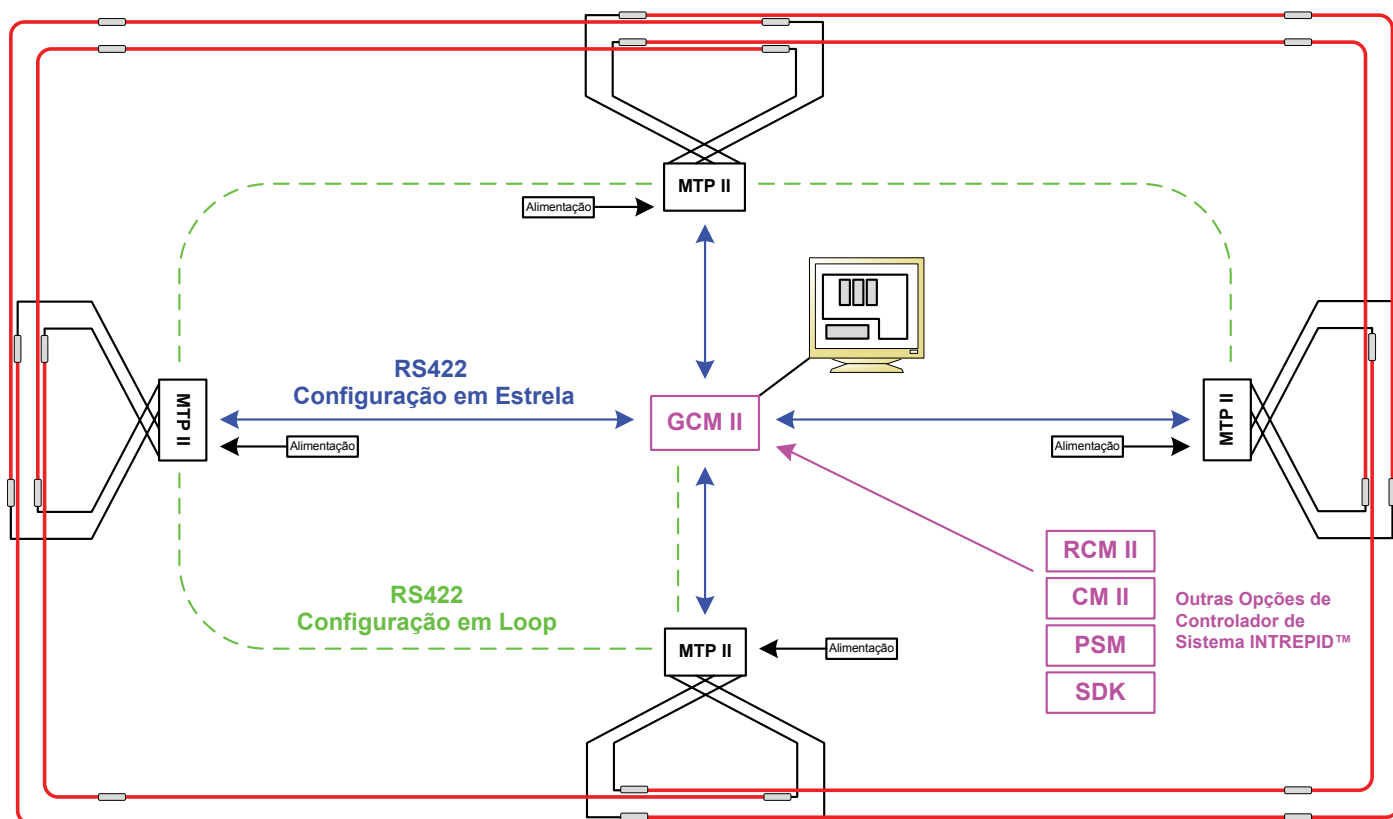 MTP II
Alimentação
RS422
Configuração em Estrela
MTP II
Alimentação
GCM II
Alimentação
MTP II
RS422
Configuração em Loop
MTP II
Alimentação
RCM II
CM II
PSM
SDK
Outras Opções de
Controlador de
Sistema INTREPID™